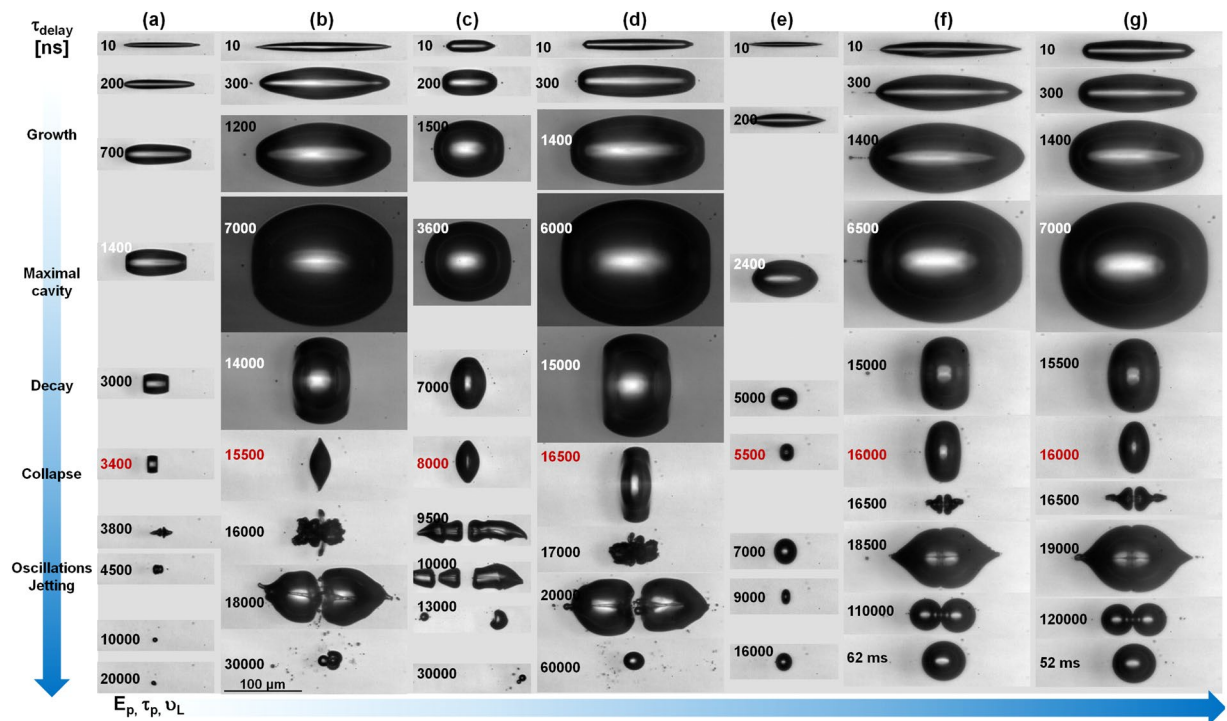 τdelay
[ns]
(a) (b) (c) (d) (e) (f) (g)
10 10 10 10 10 10 10
200 300 200 300 300 300
200
Growth
700 1200 1500 1400 1400 1400
Maximal
cavity
1400 7000 3600 6000 2400 6500 7000
Decay
3000 14000 7000 15000 5000 15000 15500
Collapse
3400 15500 8000 16500 5500 16000 16000
16500 16500
3800 16000 9500 17000 7000 18500 19000
Oscillations
Jetting
4500 18000 10000 20000 9000 110000 120000
13000
10000 30000 60000 16000 62 ms 52 ms
20000 30000
100 µm
Ep, τp, υL